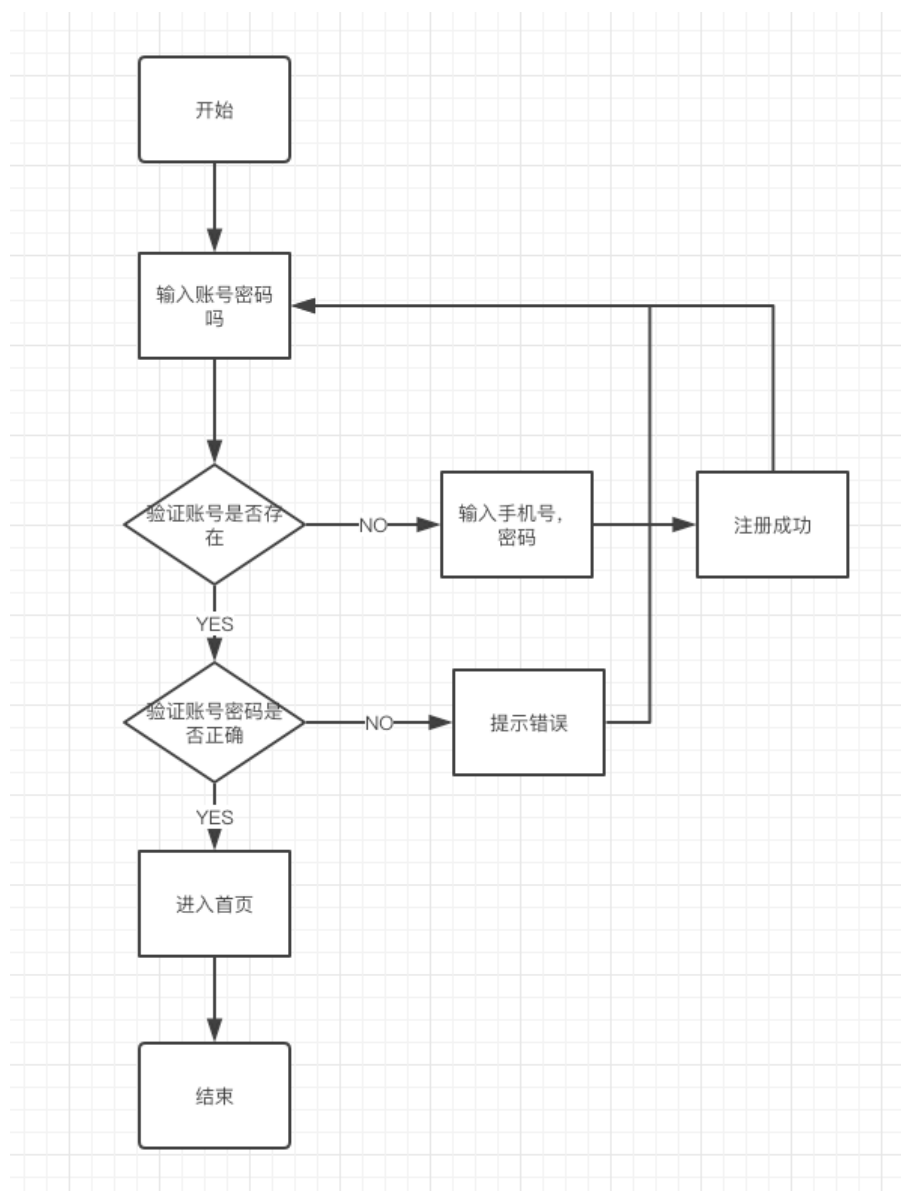 开始
输入账号密码
吗
验证账号是否存
在
NO
输入手机号，
密码
注册成功
YES
验证账号密码是
否正确
NO
提示错误
YES
进入首页
结束